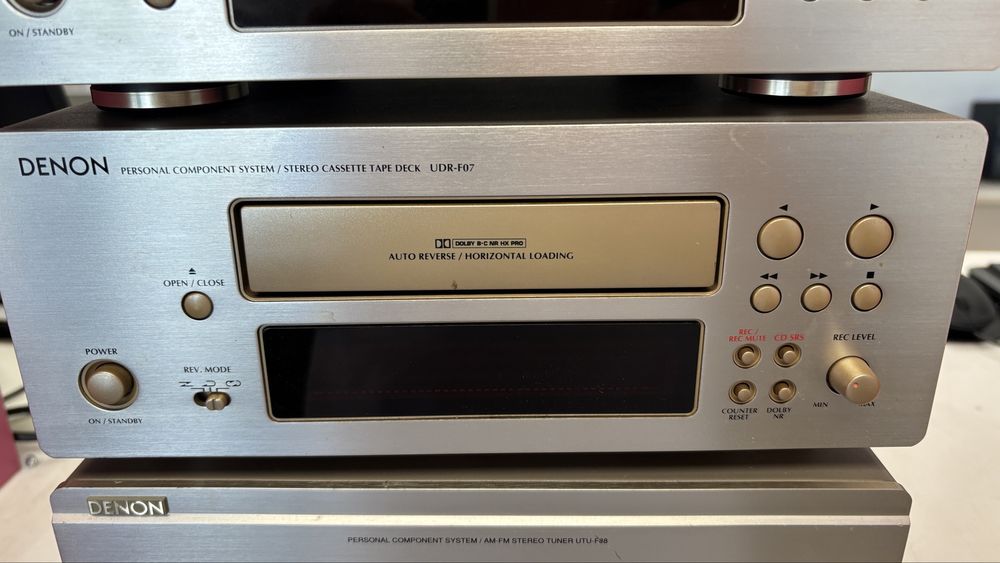 ON / STANDBY
DENON PERSONAL COMPONENT SYSTEM / STEREO CASSETTE TAPE DECK UDR-F07
DOLBY B-C NR HX PRO
AUTO REVERSE / HORIZONTAL LOADING
OPEN / CLOSE
POWER
ON / STANDBY
REV. MODE
REC /
REC MUTE
CD SRS
REC LEVEL
COUNTER
RESET
DOLBY
NR
MIN
MAX
DENON
PERSONAL COMPONENT SYSTEM / AM-FM STEREO TUNER UTU-F88